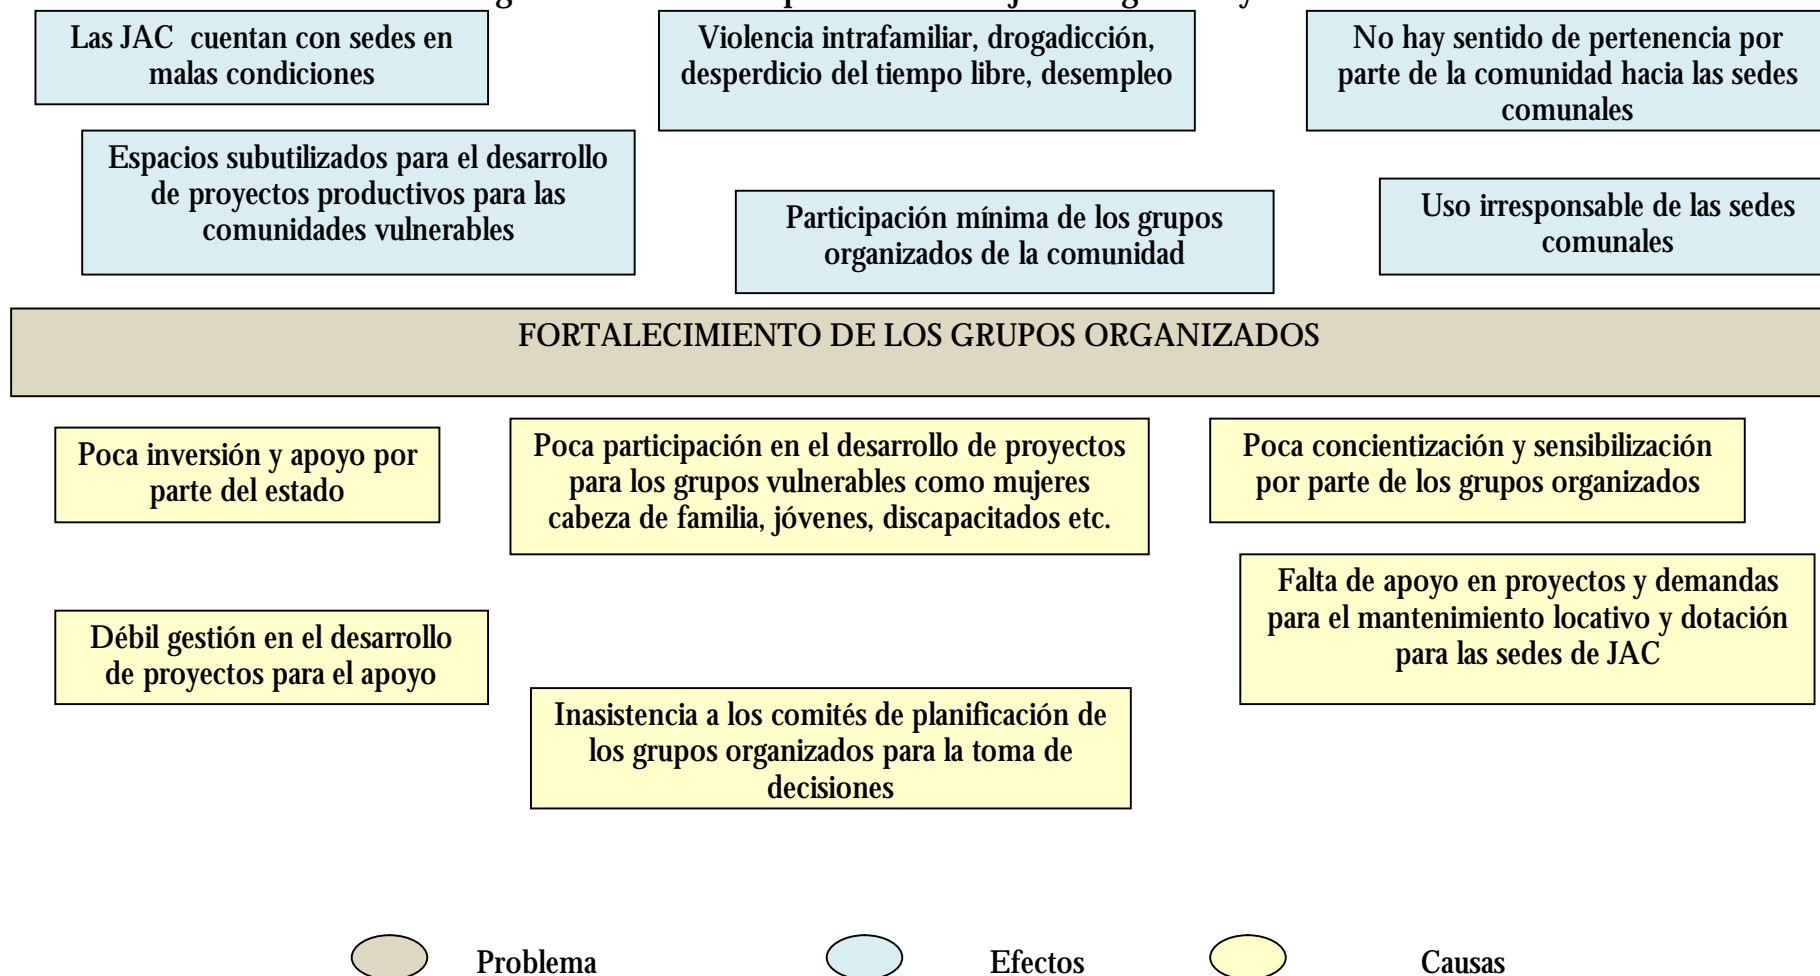 Las JAC cuentan con sedes en
malas condiciones
Violencia intrafamiliar, drogadicción,
desperdicio del tiempo libre, desempleo
No hay sentido de pertenencia por
parte de la comunidad hacia las sedes
comunales
Espacios subutilizados para el desarrollo
de proyectos productivos para las
comunidades vulnerables
Participación mínima de los grupos
organizados de la comunidad
Uso irresponsable de las sedes
comunales
FORTALECIMIENTO DE LOS GRUPOS ORGANIZADOS
Poca inversión y apoyo por
parte del estado
Poca participación en el desarrollo de proyectos
para los grupos vulnerables como mujeres
cabeza de familia, jóvenes, discapacitados etc.
Poca concientización y sensibilización
por parte de los grupos organizados
Débil gestión en el desarrollo
de proyectos para el apoyo
Falta de apoyo en proyectos y demandas
para el mantenimiento locativo y dotación
para las sedes de JAC
Inasistencia a los comités de planificación de
los grupos organizados para la toma de
decisiones
Problema
Efectos
Causas